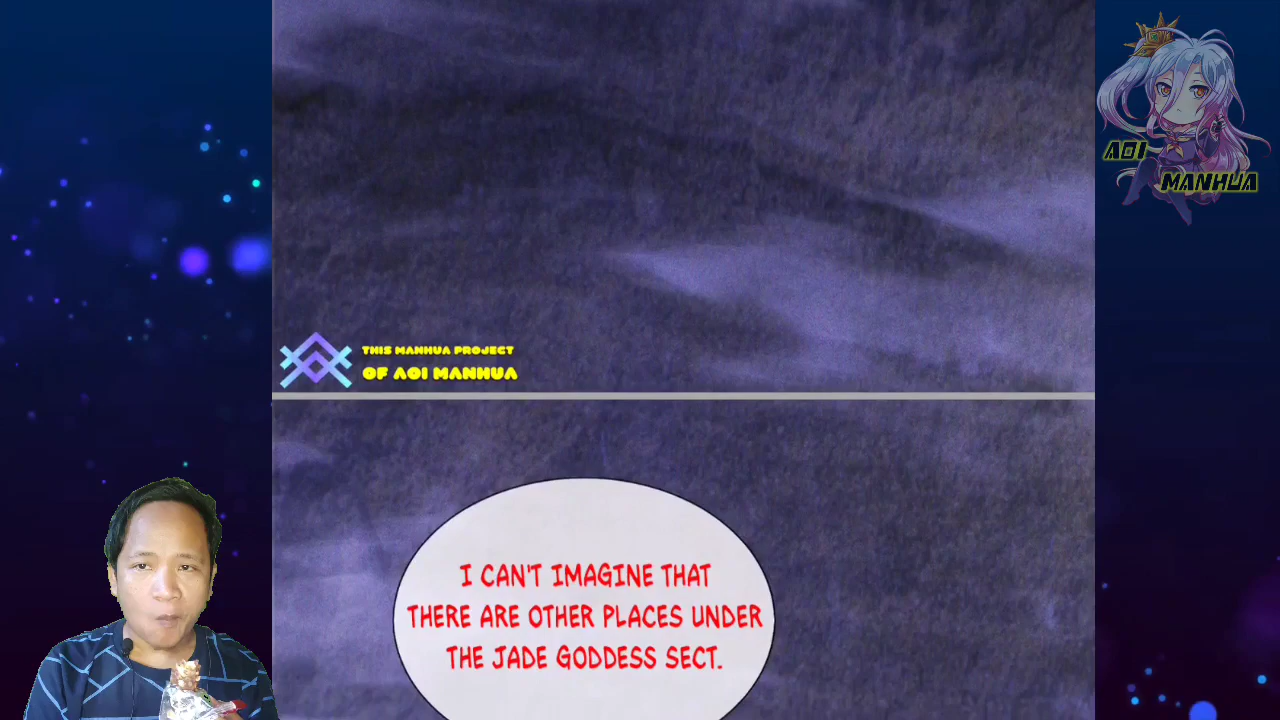 AOI
MANHUA
THIS MANHUA PROJECT
OF AOI MANHUA
I CAN'T IMAGINE THAT
THERE ARE OTHER PLACES UNDER
THE JADE GODDESS SECT.